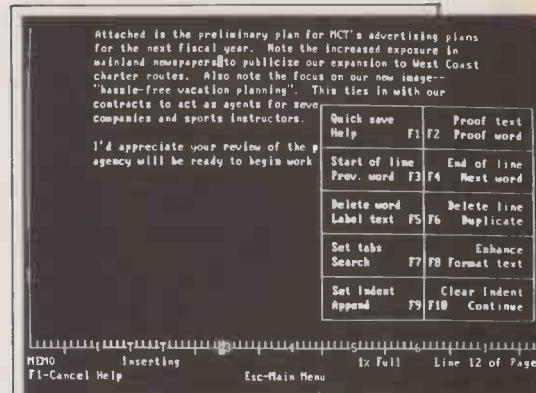 Attached is the preliminary plan for MCT's advertising plans
for the next fiscal year. Note the increased exposure in
mainland newspapers to publicize our expansion to West Coast
charter routes. Also note the focus on our new image--
"hassle-free vacation planning". This ties in with our
contracts to act as agents for seve
companies and sports instructors.
I'd appreciate your review of the p
agency will be ready to begin work
Quick save Proof text
Help F1 F2 Proof word
Start of line End of line
Prev. word F3 F4 Next word
Delete word Delete line
Label text F5 F6 Duplicate
Set tabs Enhance
Search F7 F8 Format text
Set Indent Clear Indent
Append F9 F10 Continue
MEMO Inserting 1% Full Line 12 of Page
F1-Cancel Help Esc-Main Menu